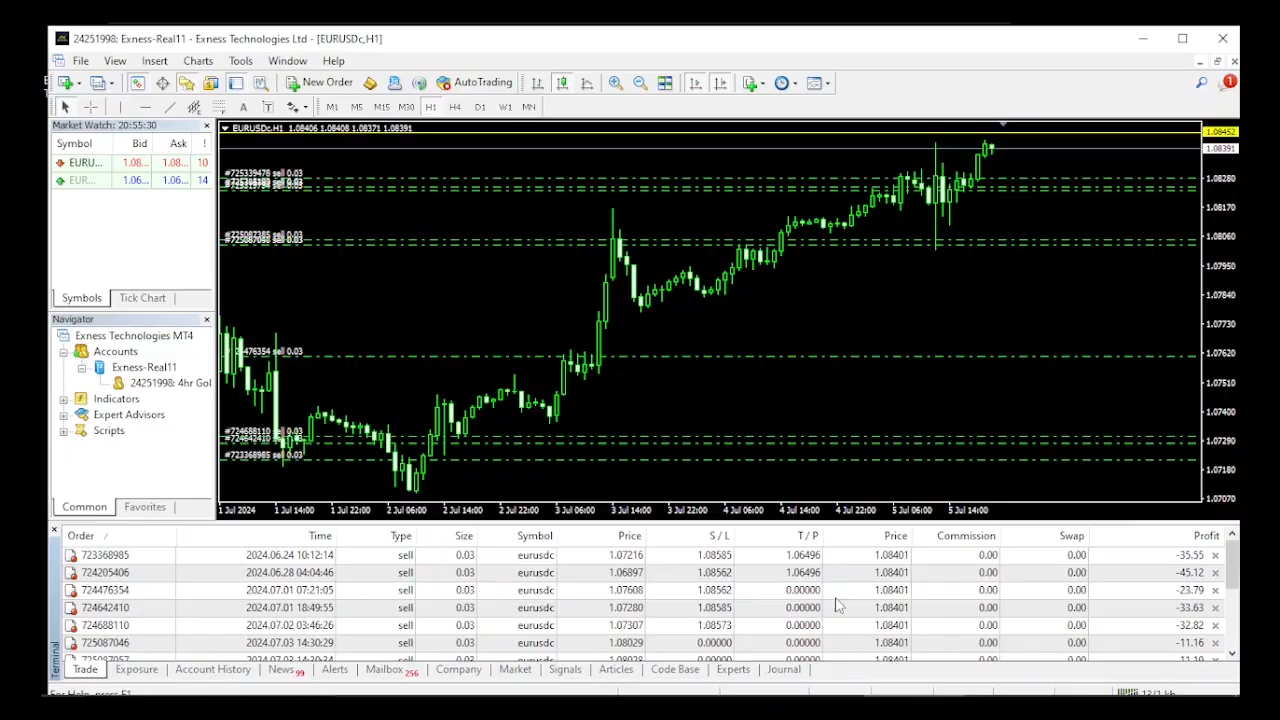 24251998: Exness-Real11 - Exness Technologies Ltd - [EURUSDc,H1]
File View Insert Charts Tools Window Help
New Order AutoTrading 1
A T M1 M5 M15 M30 H1 H4 D1 W1 MN
Market Watch: 20:55:30
Symbol Bid Ask !
EURU... 1.08... 1.08... 10
EUR... 1.06... 1.06... 14
Symbols Tick Chart
Navigator
Exness Technologies MT4
Accounts
Exness-Real11
24251998: 4hr Gol
Indicators
Expert Advisors
Scripts
Common Favorites
EURUSDc,H1 1.08406 1.08408 1.08371 1.08391
1.08452
1.08391
#725339478 sell 0.03
1.08280
1.08170
1.08060
1.07950
1.07840
1.07730
1.07620
1.07510
1.07400
#724688110 sell 0.03
#724642410 sell 0.03
1.07290
#723368985 sell 0.03
1.07180
1.07070
1 Jul 2024 1 Jul 14:00 1 Jul 22:00 2 Jul 06:00 2 Jul 14:00 2 Jul 22:00 3 Jul 06:00 3 Jul 14:00 3 Jul 22:00 4 Jul 06:00 4 Jul 14:00 4 Jul 22:00 5 Jul 06:00 5 Jul 14:00
Order / Time Type Size Symbol Price S / L T / P Price Commission Swap Profit
723368985 2024.06.24 10:12:14 sell 0.03 eurusdc 1.07216 1.08585 1.06496 1.08401 0.00 0.00 -35.55
724205406 2024.06.28 04:04:46 sell 0.03 eurusdc 1.06897 1.08562 1.06496 1.08401 0.00 0.00 -45.12
724476354 2024.07.01 07:21:05 sell 0.03 eurusdc 1.07608 1.08562 0.00000 1.08401 0.00 0.00 -23.79
724642410 2024.07.01 18:49:55 sell 0.03 eurusdc 1.07280 1.08585 0.00000 1.08401 0.00 0.00 -33.63
724688110 2024.07.02 03:46:26 sell 0.03 eurusdc 1.07307 1.08573 0.00000 1.08401 0.00 0.00 -32.82
725087046 2024.07.03 14:30:29 sell 0.03 eurusdc 1.08029 0.00000 0.00000 1.08401 0.00 0.00 -11.16
Terminal
Trade Exposure Account History News 99 Alerts Mailbox 256 Company Market Signals Articles Code Base Experts Journal